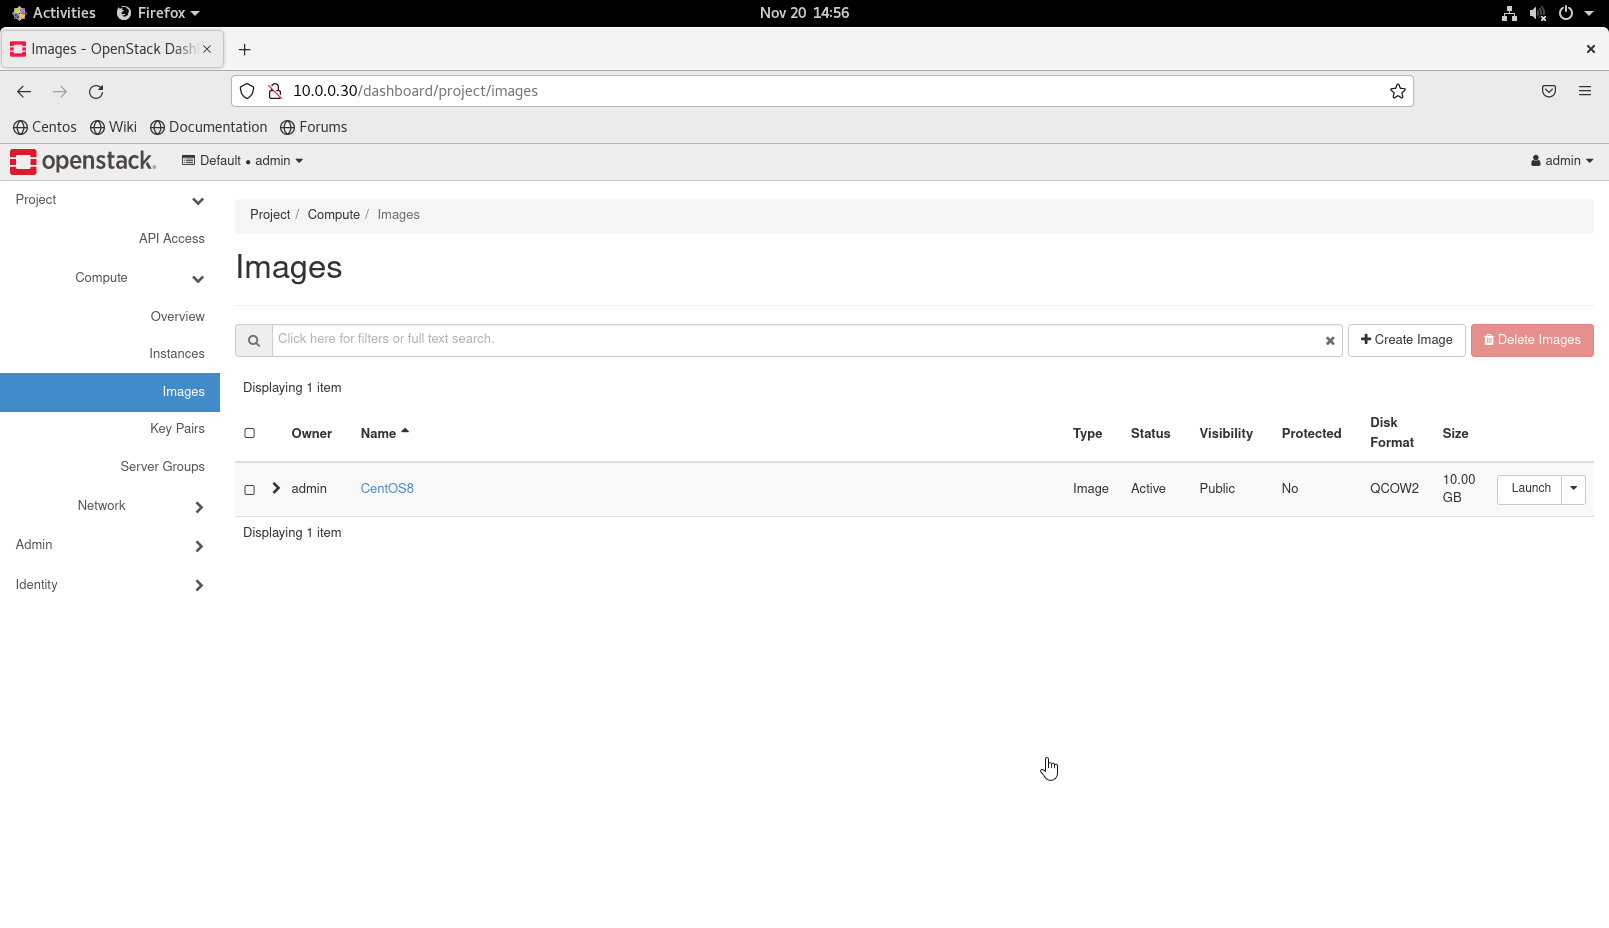 Activities Firefox Nov 20 14:56
Images - OpenStack Dash
10.0.0.30/dashboard/project/images
Centos Wiki Documentation Forums
openstack. Default • admin admin
Project
API Access
Compute
Overview
Instances
Images
Key Pairs
Server Groups
Network
Admin
Identity
Project / Compute / Images
Images
Click here for filters or full text search. Create Image Delete Images
Displaying 1 item
Owner Name Type Status Visibility Protected Disk Format Size
admin CentOS8 Image Active Public No QCOW2 10.00 GB Launch
Displaying 1 item